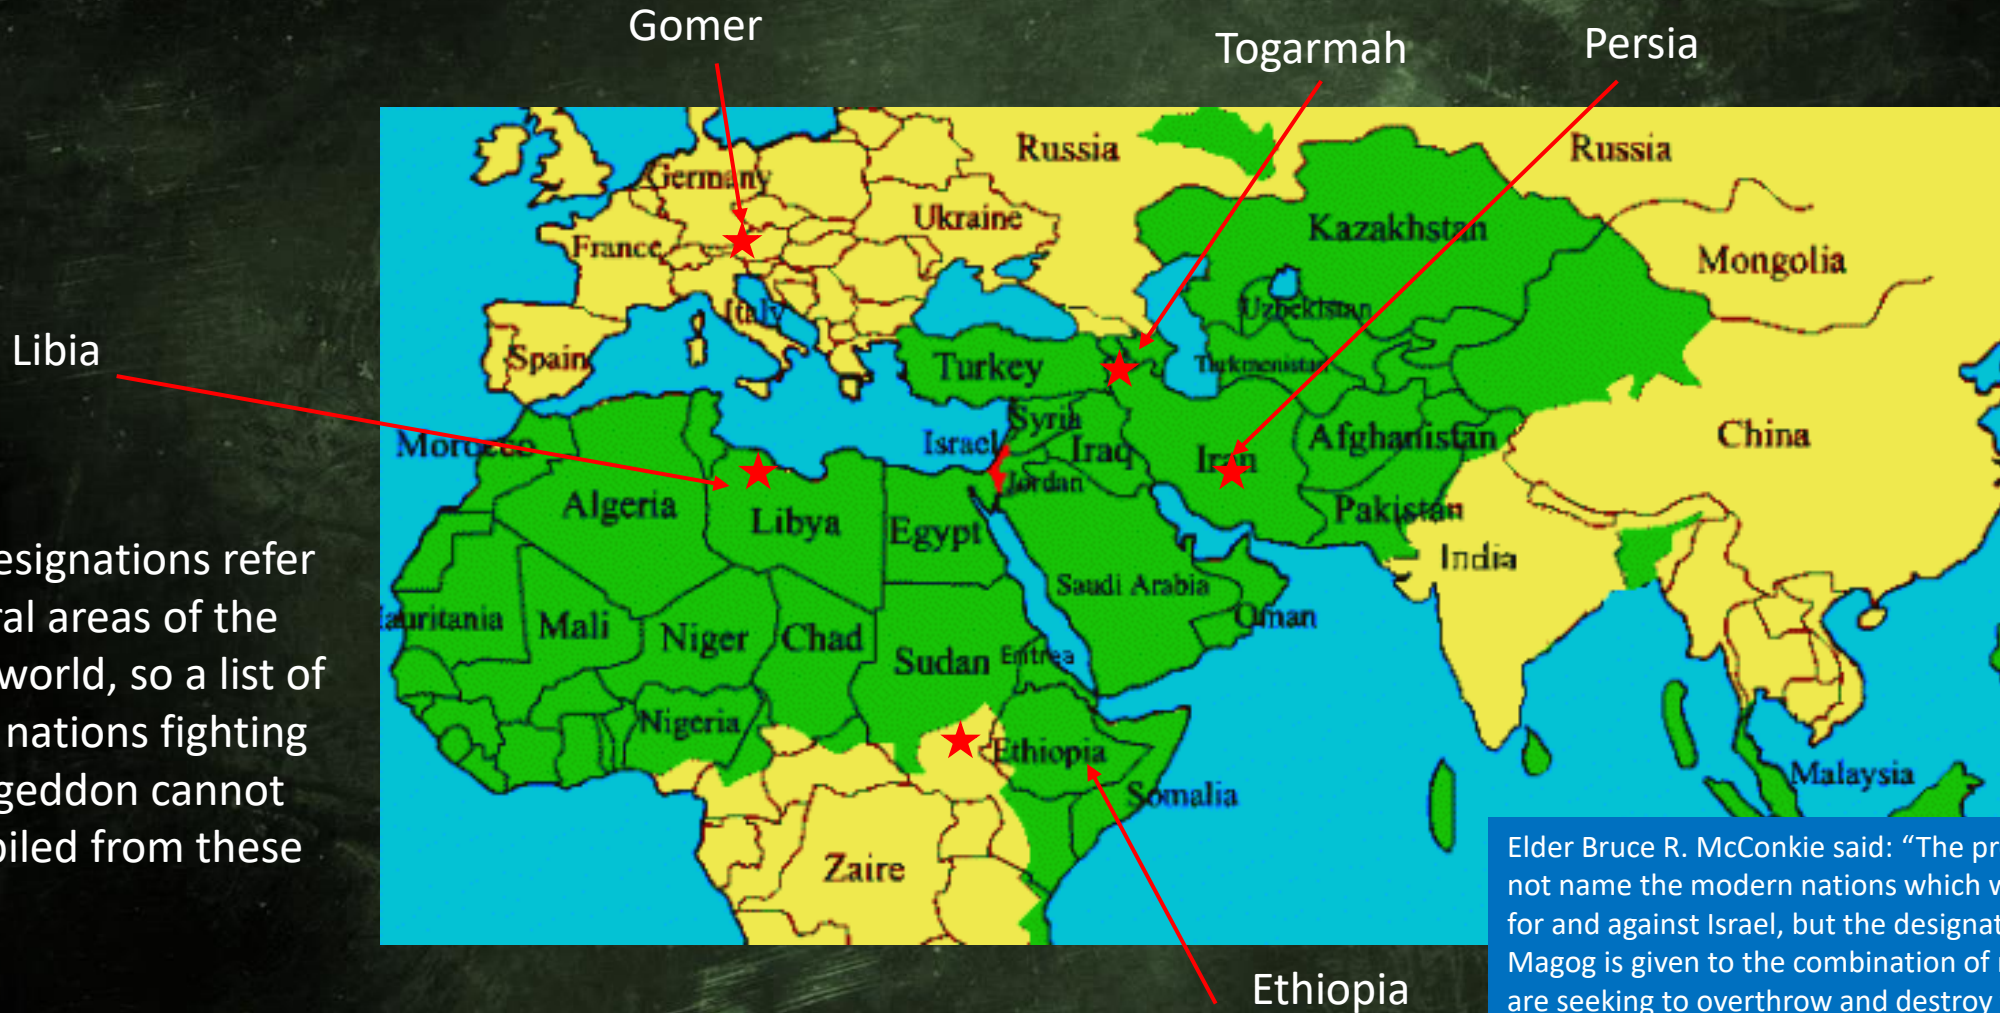 Gomer
Togarmah
Persia
Libia
Russia
Russia
Germany
Ukraine
Kazakhstan
France
Mongolia
Italy
Uzbekistan
Spain
Turkey
Turkmenistan
Morocco
Israel
Syria
Iraq
Iran
Afghanistan
China
Jordan
Algeria
Libya
Egypt
Pakistan
India
Saudi Arabia
Oman
auritania
Mali
Niger
Chad
Sudan
Eritrea
Nigeria
Ethiopia
Somalia
Malaysia
Zaire
esignations refer
ral areas of the
world, so a list of
nations fighting
geddon cannot
piled from these
Elder Bruce R. McConkie said: “The pr
not name the modern nations which w
for and against Israel, but the designat
Magog is given to the combination of
are seeking to overthrow and destroy
Ethiopia